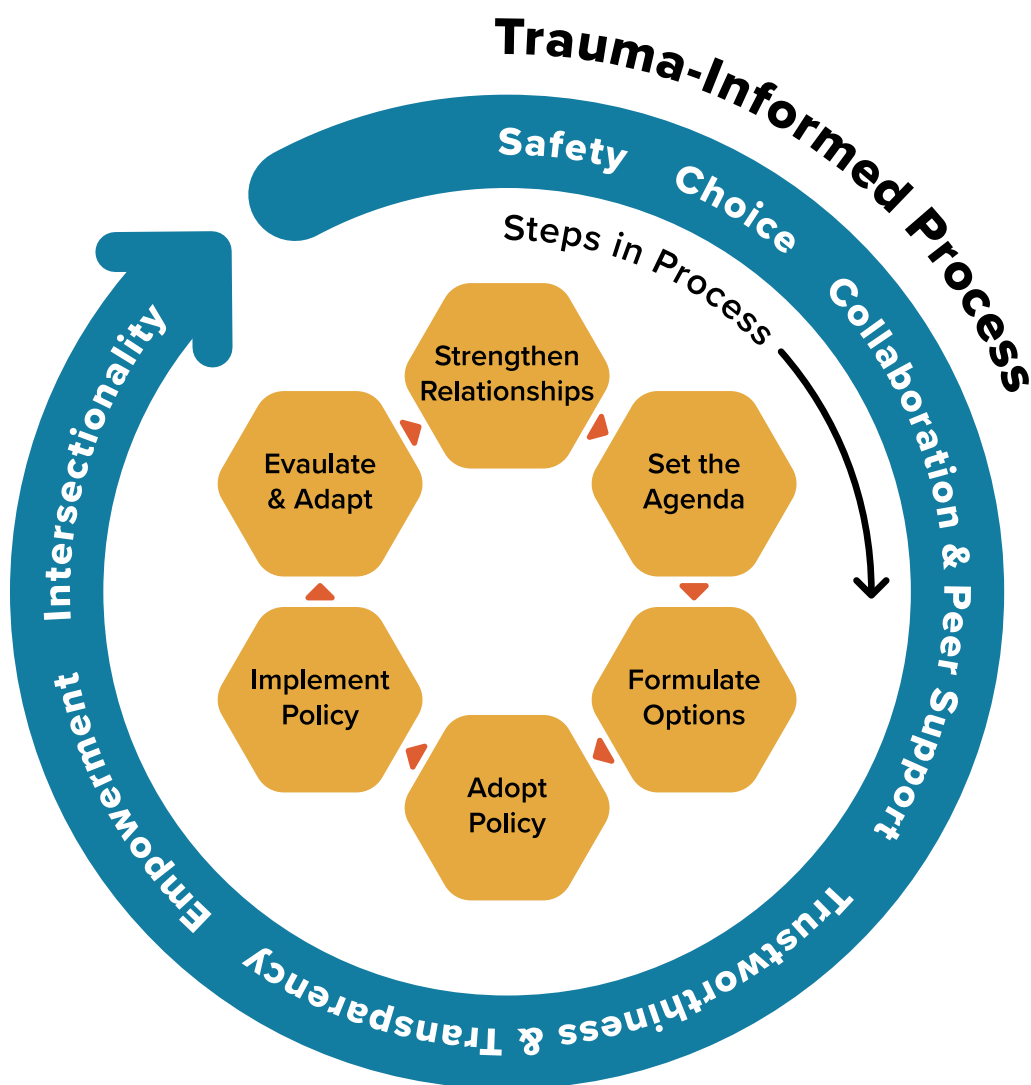 Trauma-Informed Process
Safety Choice Collaboration & Peer Support Trustworthiness & Transparency Empowerment Intersectionality
Steps in Process
Strengthen
Relationships
Set the
Agenda
Formulate
Options
Adopt
Policy
Implement
Policy
Evaulate
& Adapt